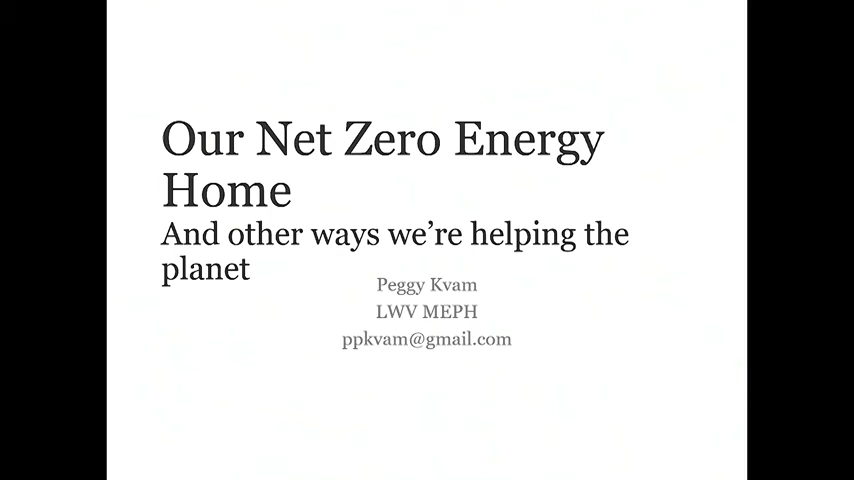 Our Net Zero Energy
Home
And other ways we're helping the
planet
Peggy Kvam
LWV MEPH
ppkvam@gmail.com